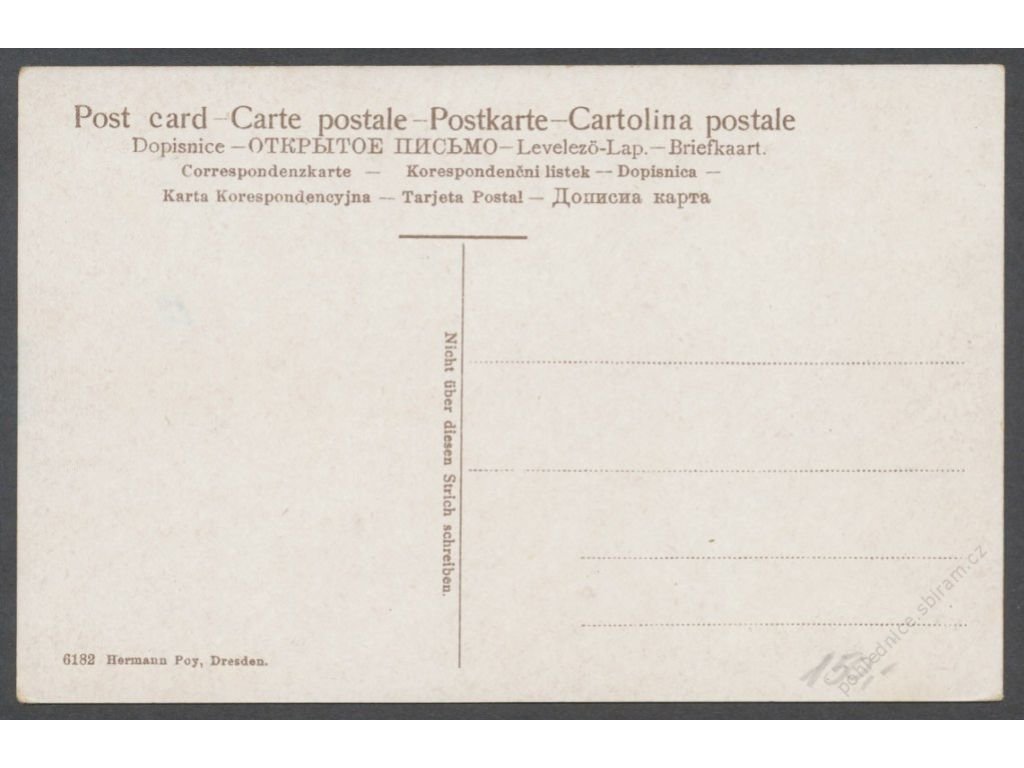 Post card – Carte postale – Postkarte – Cartolina postale
Dopisnice – ОТКРЫТОЕ ПИСЬМО – Levelezö-Lap. – Briefkaart.
Correspondenzkarte — Korespondenčni listek — Dopisnica —
Karta Korespondencyjna — Tarjeta Postal — Дописна карта
Nicht über diesen Strich schreiben.
6182 Hermann Poy, Dresden.
pohlednice.sbiram.cz